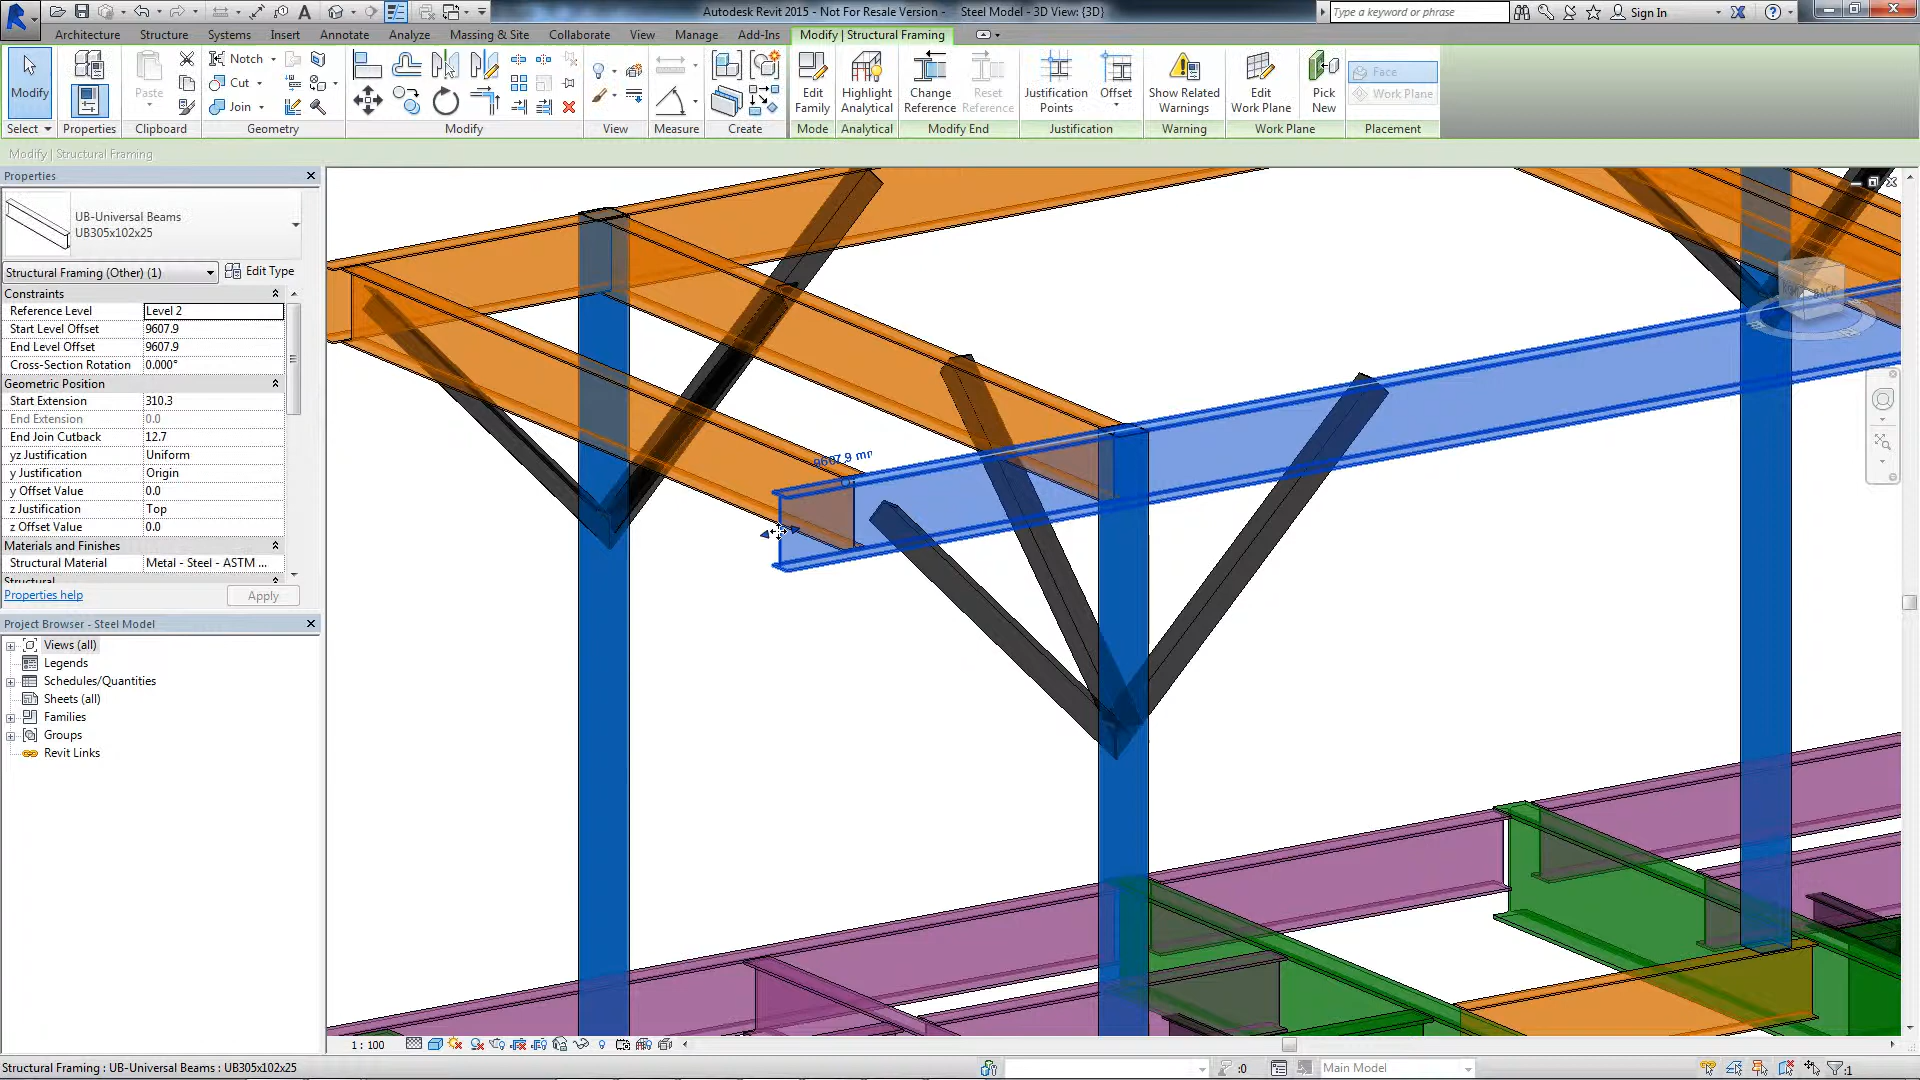 Autodesk Revit 2015 - Not For Resale Version - Steel Model - 3D View: {3D}
Type a keyword or phrase
Sign In
Architecture Structure Systems Insert Annotate Analyze Massing & Site Collaborate View Manage Add-Ins Modify | Structural Framing
Modify
Paste
Notch
Cut
Join
Edit Family
Highlight Analytical
Change Reference
Reset Reference
Justification Points
Offset
Show Related Warnings
Edit Work Plane
Pick New
Face
Work Plane
Select Properties Clipboard Geometry Modify View Measure Create Mode Analytical Modify End Justification Warning Work Plane Placement
Modify | Structural Framing
Properties
UB-Universal Beams
UB305x102x25
Structural Framing (Other) (1) Edit Type
Constraints
Reference Level Level 2
Start Level Offset 9607.9
End Level Offset 9607.9
Cross-Section Rotation 0.000°
Geometric Position
Start Extension 310.3
End Extension 0.0
End Join Cutback 12.7
yz Justification Uniform
y Justification Origin
y Offset Value 0.0
z Justification Top
z Offset Value 0.0
Materials and Finishes
Structural Material Metal - Steel - ASTM ...
Structural
Properties help Apply
Project Browser - Steel Model
Views (all)
Legends
Schedules/Quantities
Sheets (all)
Families
Groups
Revit Links
9607.9
BACK
1 : 100
Structural Framing : UB-Universal Beams : UB305x102x25
:0
Main Model
:1